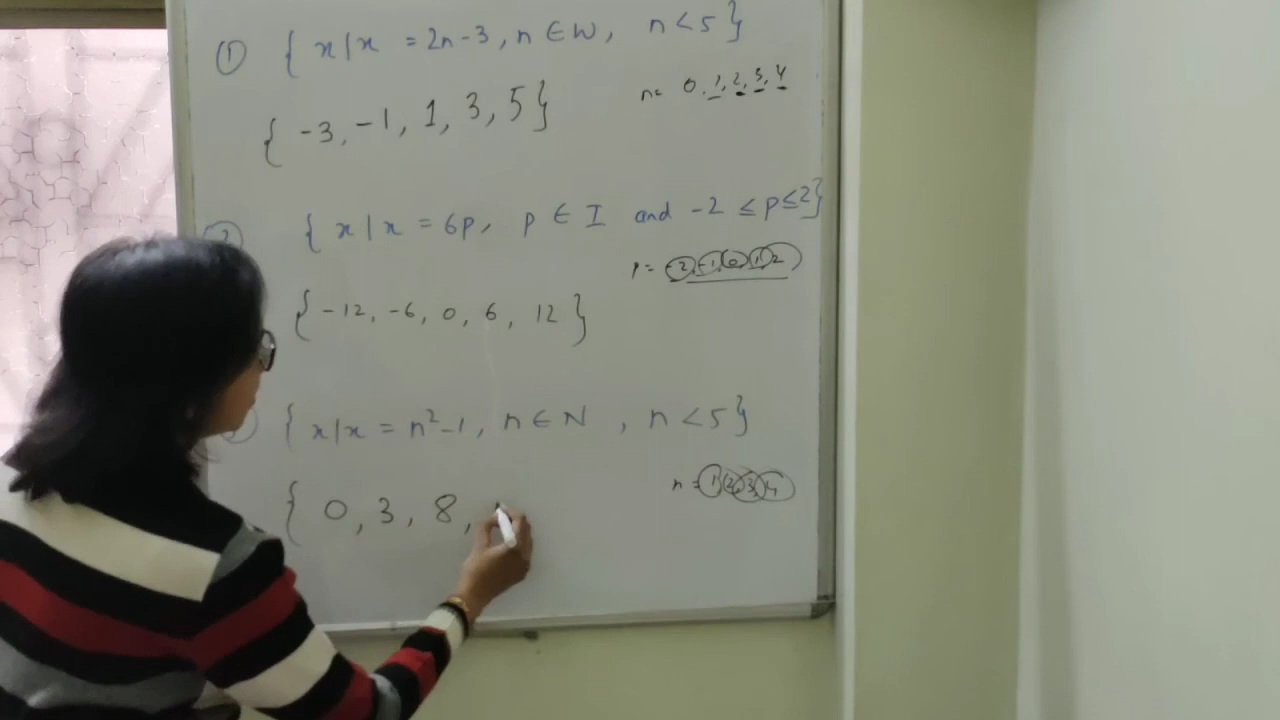 ① { x/x = 2n-3, n ∈ W, n < 5 }
n= 0, 1, 2, 3, 4
{ -3, -1, 1, 3, 5 }
{ x/x = 6p, p ∈ I and -2 ≤ p ≤ 2 }
p = -2, -1, 0, 1, 2
{ -12, -6, 0, 6, 12 }
{ x/x = n²-1, n ∈ N, n < 5 }
n = 1, 2, 3, 4
{ 0, 3, 8,